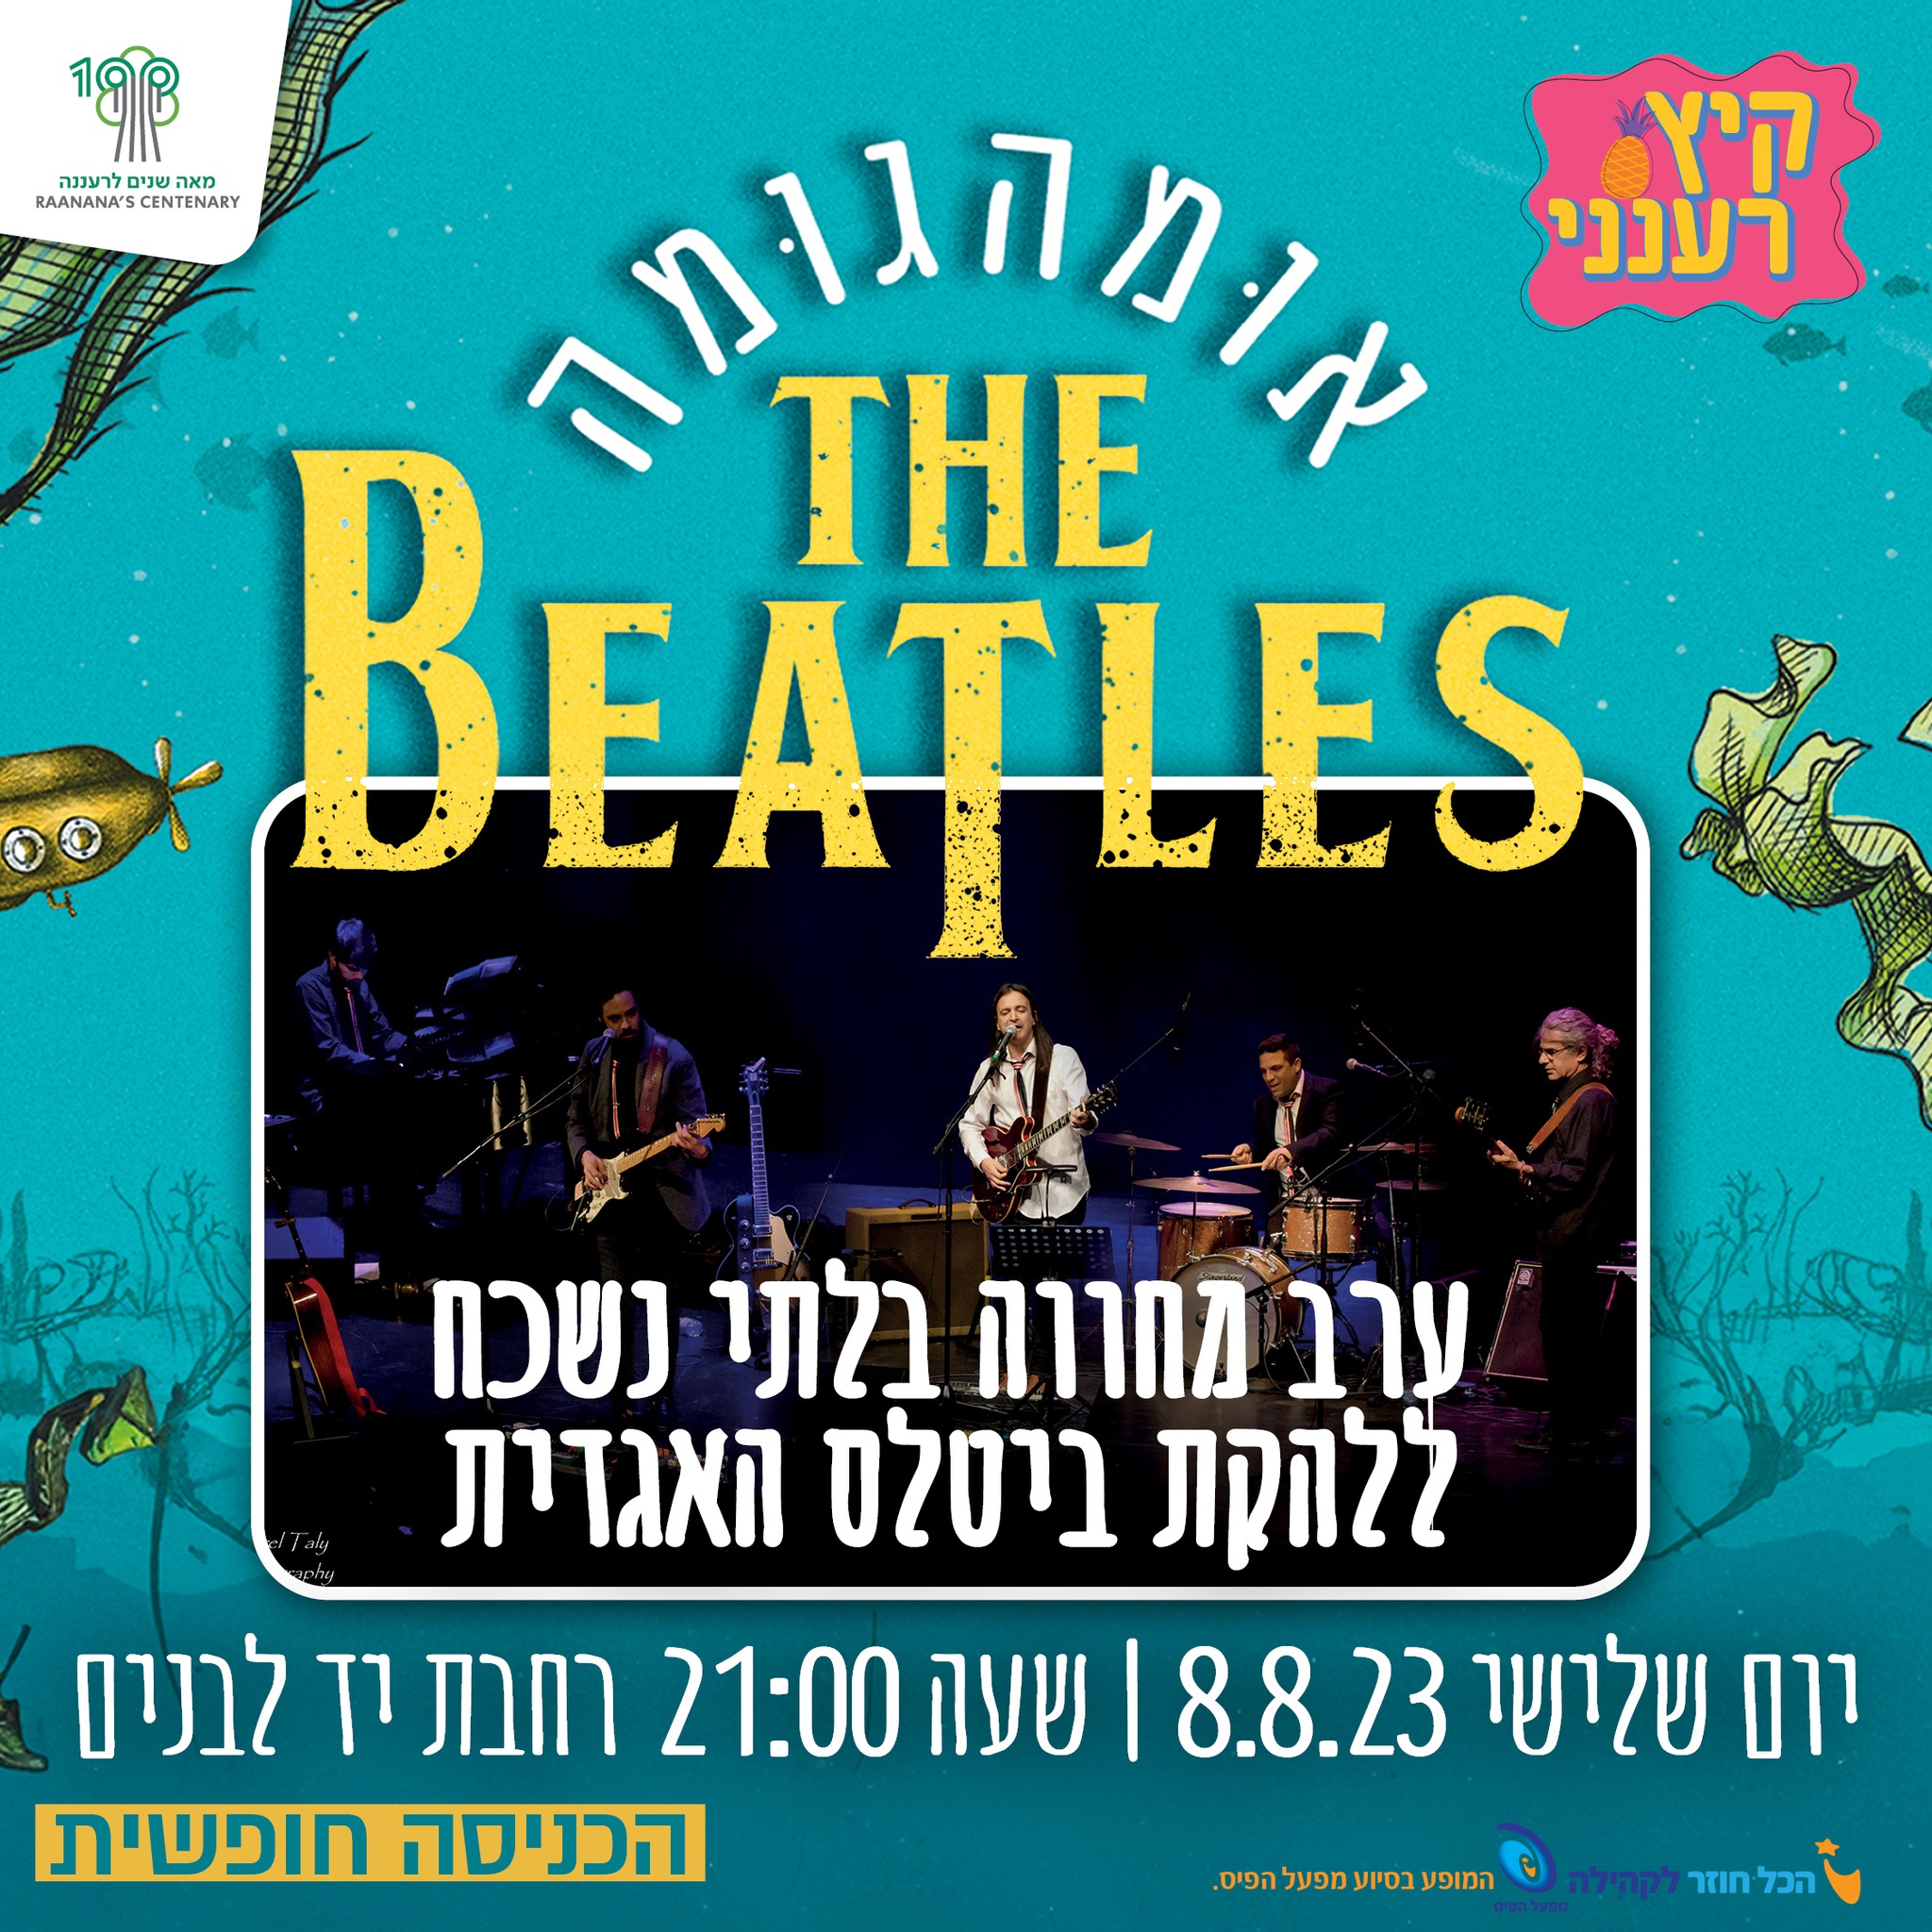 100
מאה שנים לרעננה
RAANANA'S CENTENARY
קיץ
רענני
אומהגומה
THE
BEATLES
ערב מחווה בלתי נשכח
ללהקת ביטלס האגדית
Taly
יום שלישי 8.8.23 | שעה 21:00 רחבת יד לבנים
הכניסה חופשית
הכל חוזר לקהילה
מפעל הפיס
המופע בסיוע מפעל הפיס.